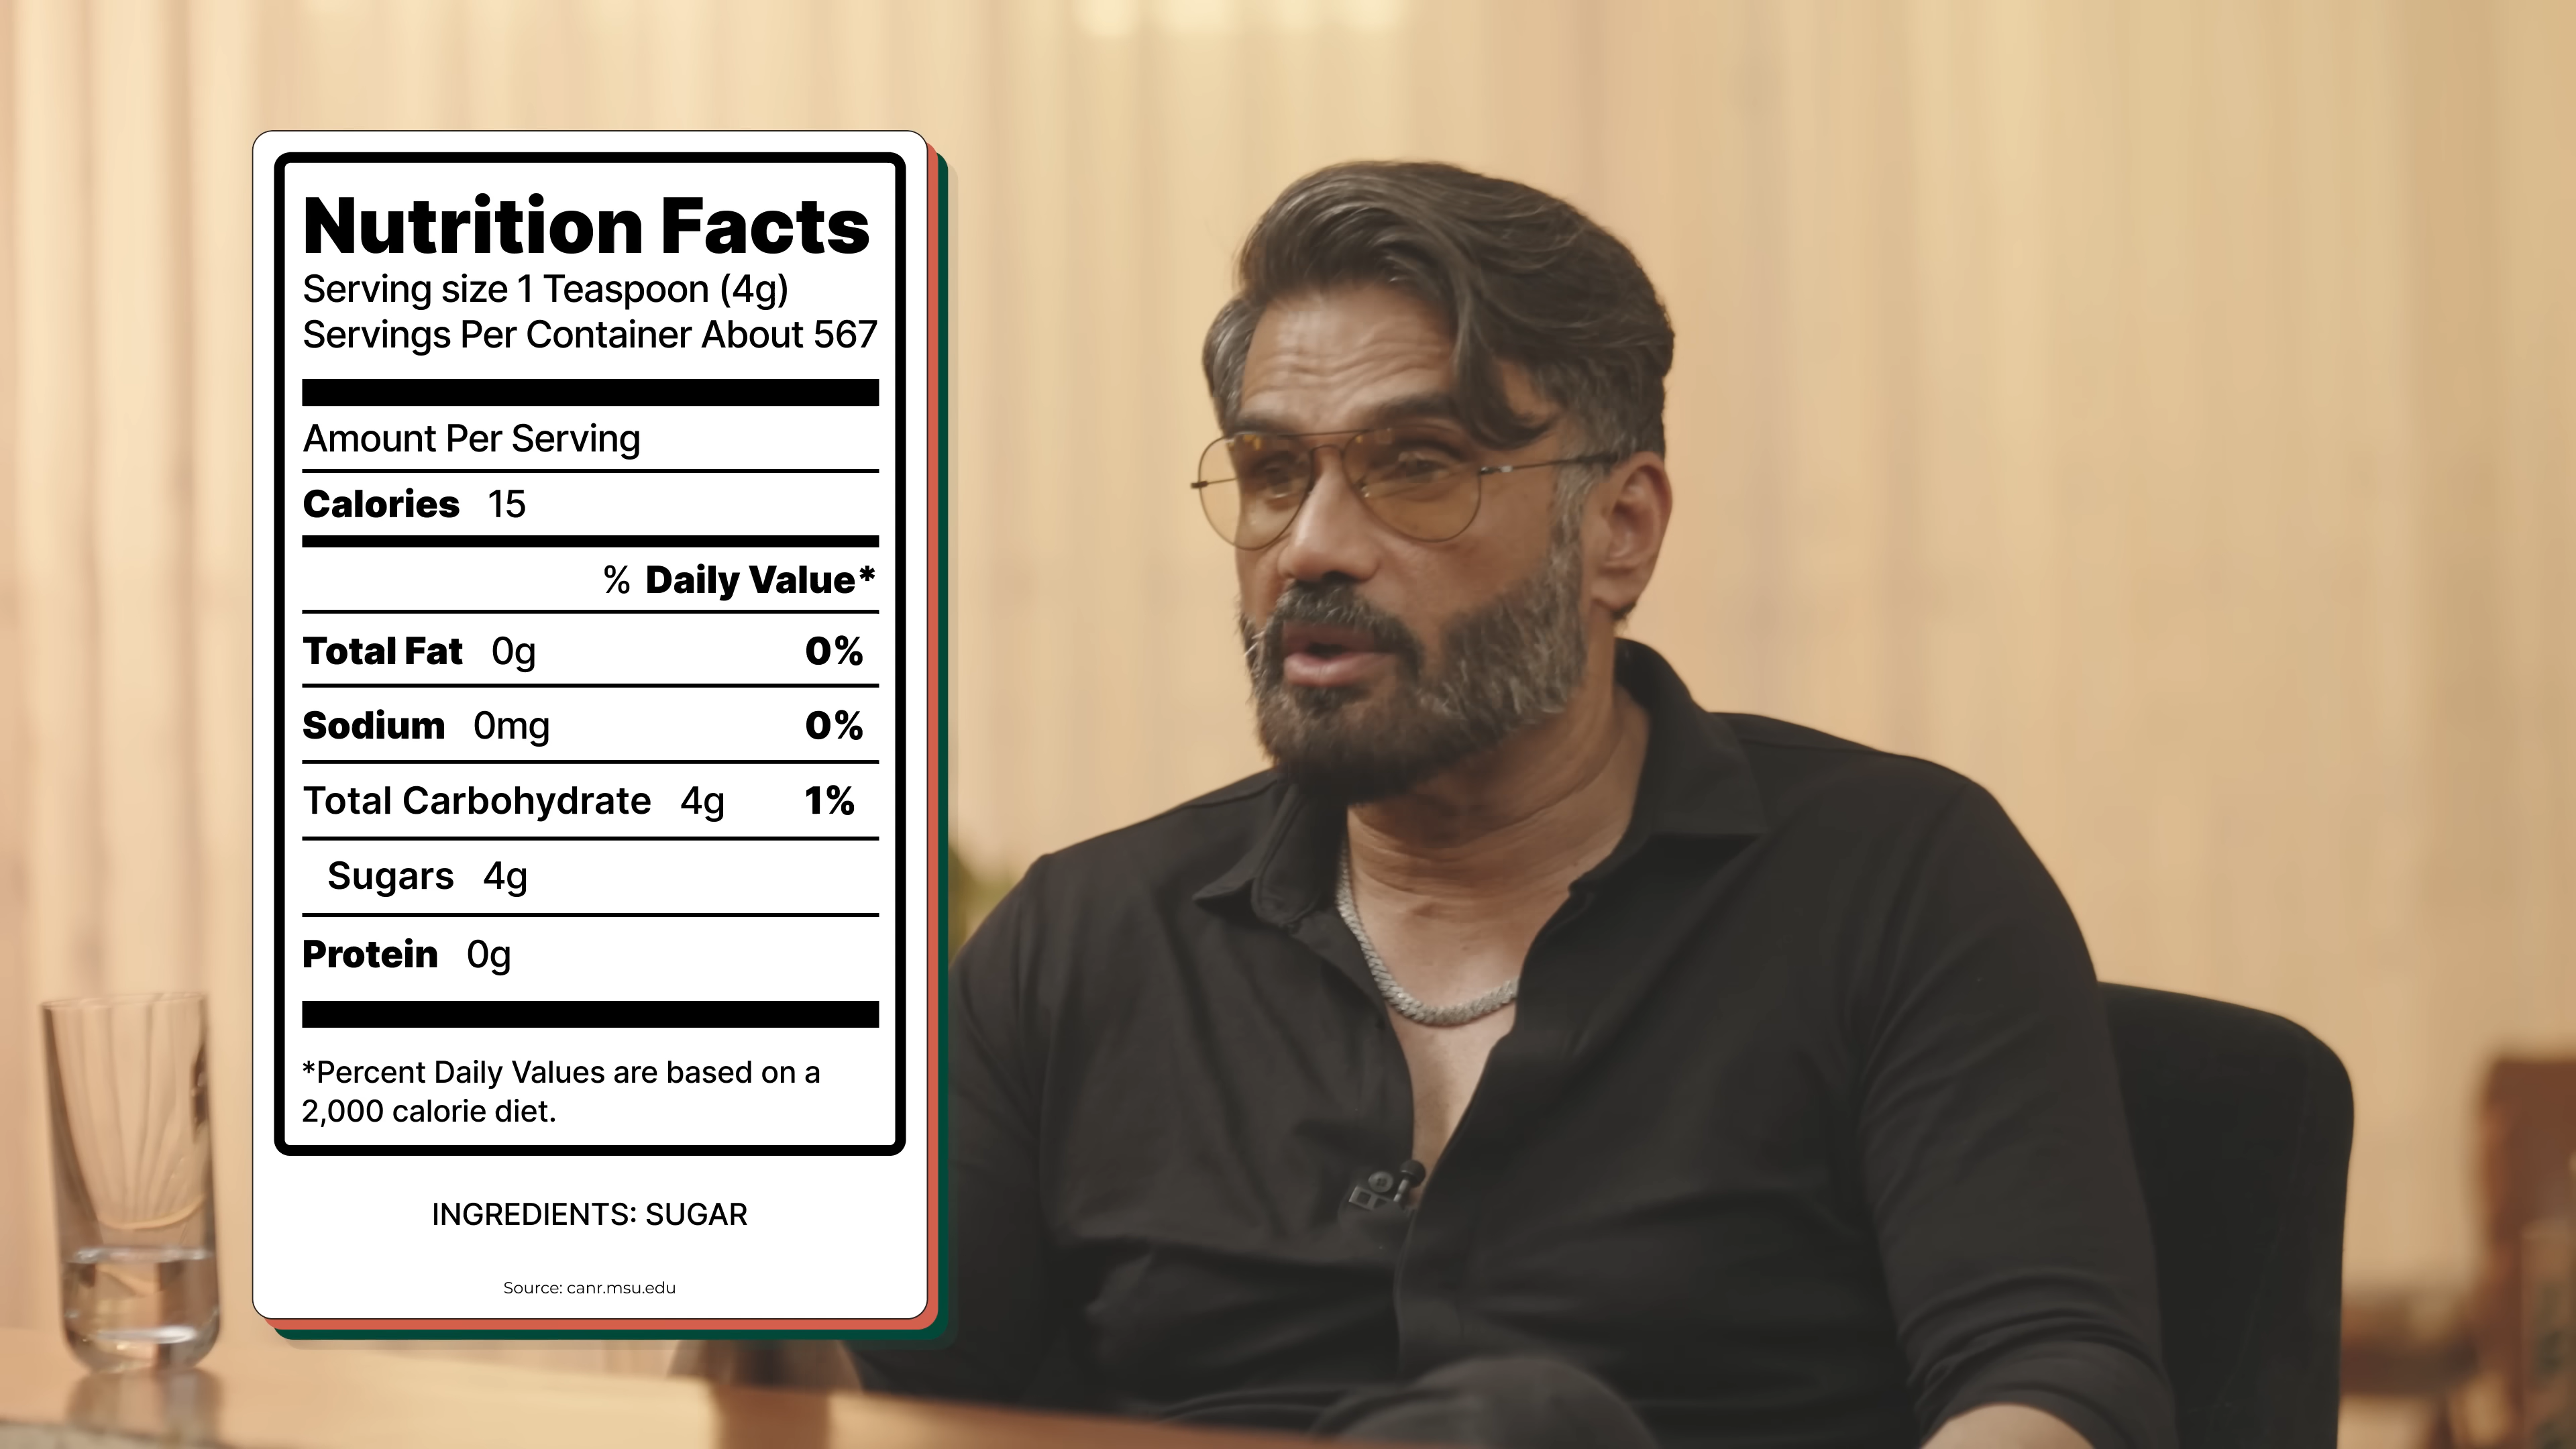 Nutrition Facts
Serving size 1 Teaspoon (4g)
Servings Per Container About 567
Amount Per Serving
Calories 15
% Daily Value*
Total Fat 0g 0%
Sodium 0mg 0%
Total Carbohydrate 4g 1%
Sugars 4g
Protein 0g
*Percent Daily Values are based on a
2,000 calorie diet.
INGREDIENTS: SUGAR
Source: canr.msu.edu